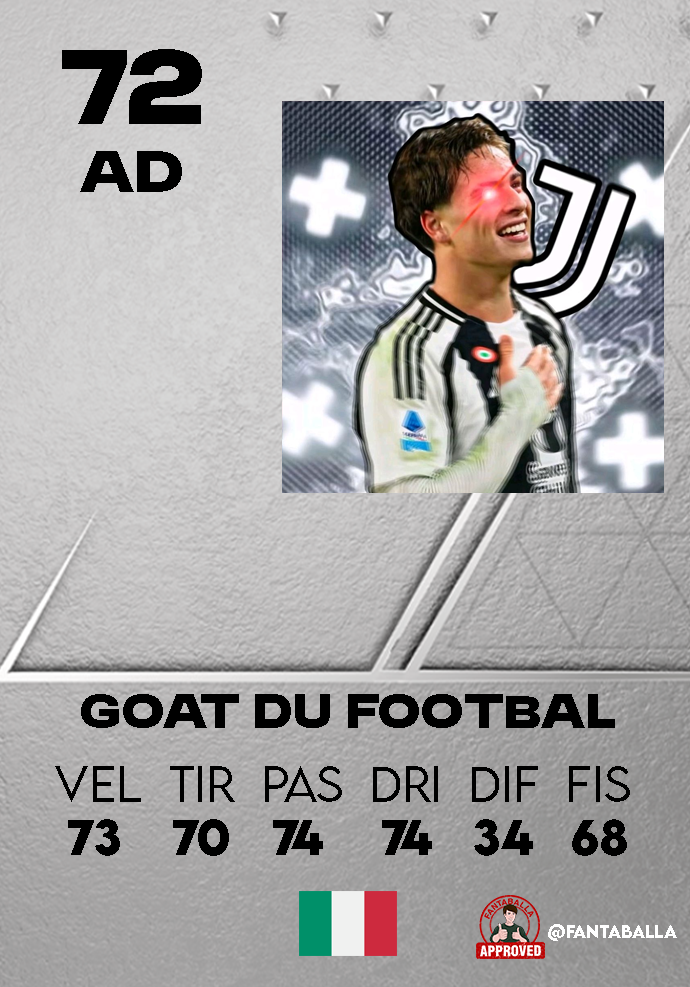 72
AD
GOAT DU FOOTBAL
VEL TIR PAS DRI DIF FIS
73 70 74 74 34 68
FANTABALLA
APPROVED
@FANTABALLA